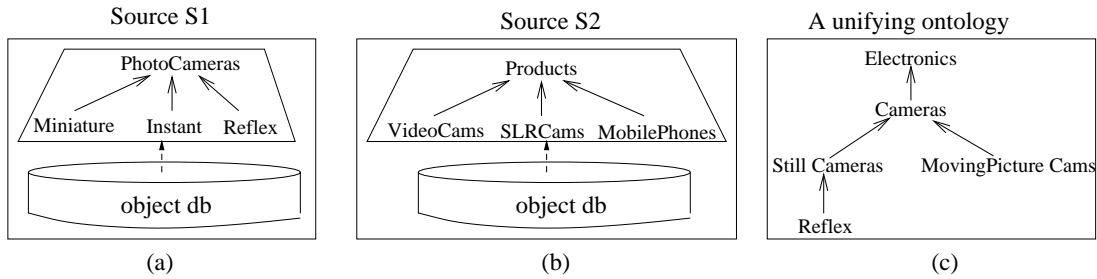 Source S1
PhotoCameras
Miniature Instant Reflex
object db
(a)
Source S2
Products
VideoCams SLRCams MobilePhones
object db
(b)
A unifying ontology
Electronics
Cameras
Still Cameras MovingPicture Cams
Reflex
(c)